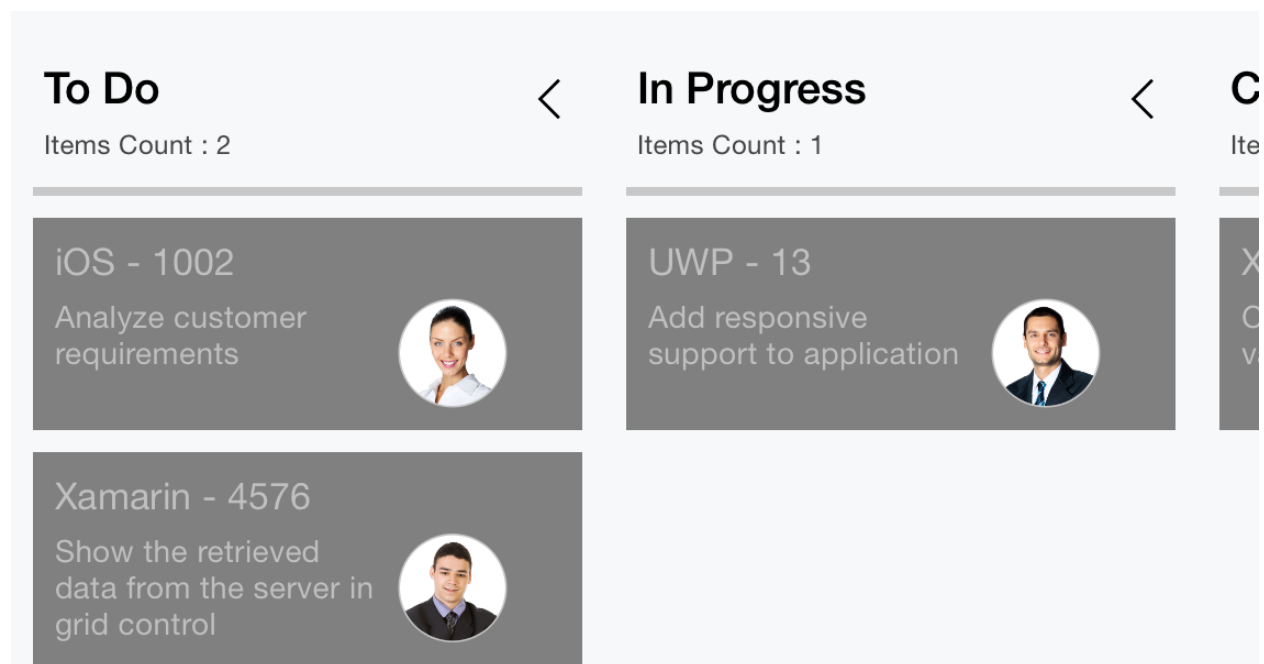 To Do
Items Count : 2
iOS - 1002
Analyze customer
requirements
Xamarin - 4576
Show the retrieved
data from the server in
grid control
In Progress
Items Count : 1
UWP - 13
Add responsive
support to application